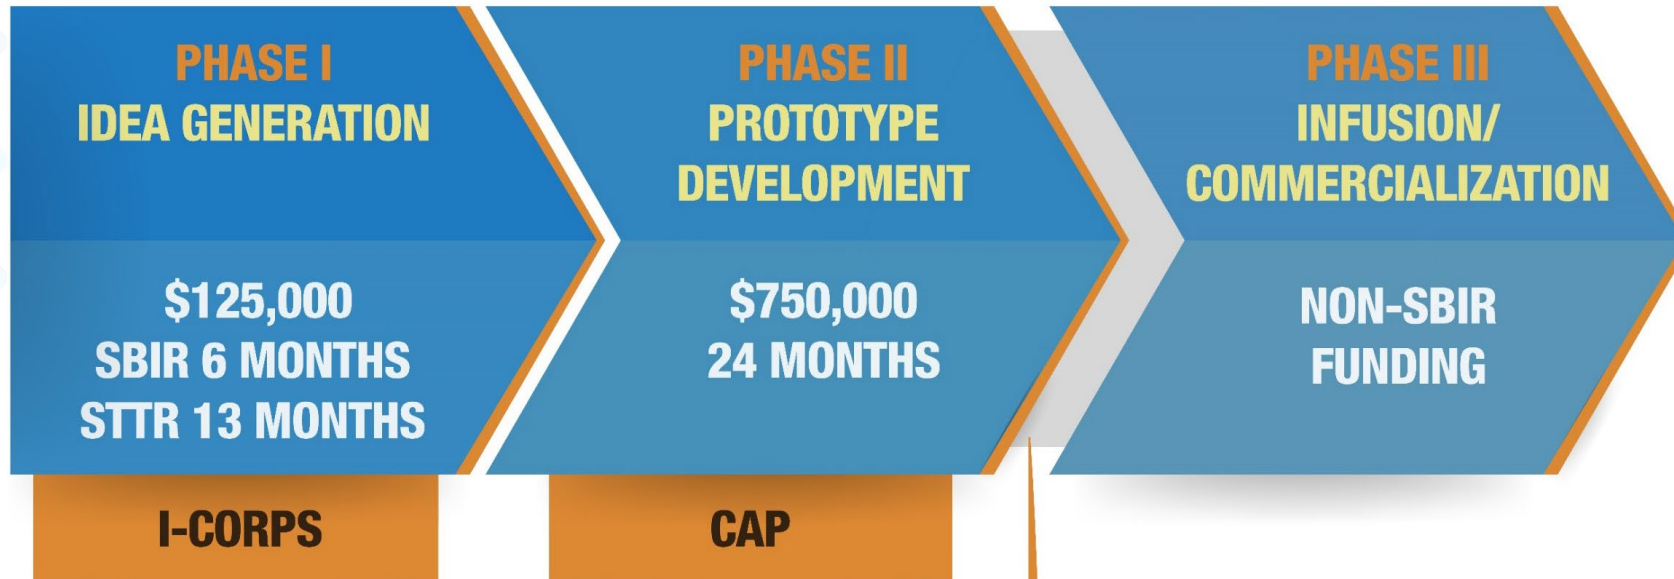 PHASE I
IDEA GENERATION
$125,000
SBIR 6 MONTHS
STTR 13 MONTHS
I-CORPS
PHASE II
PROTOTYPE
DEVELOPMENT
$750,000
24 MONTHS
CAP
PHASE III
INFUSION/
COMMERCIALIZATION
NON-SBIR
FUNDING